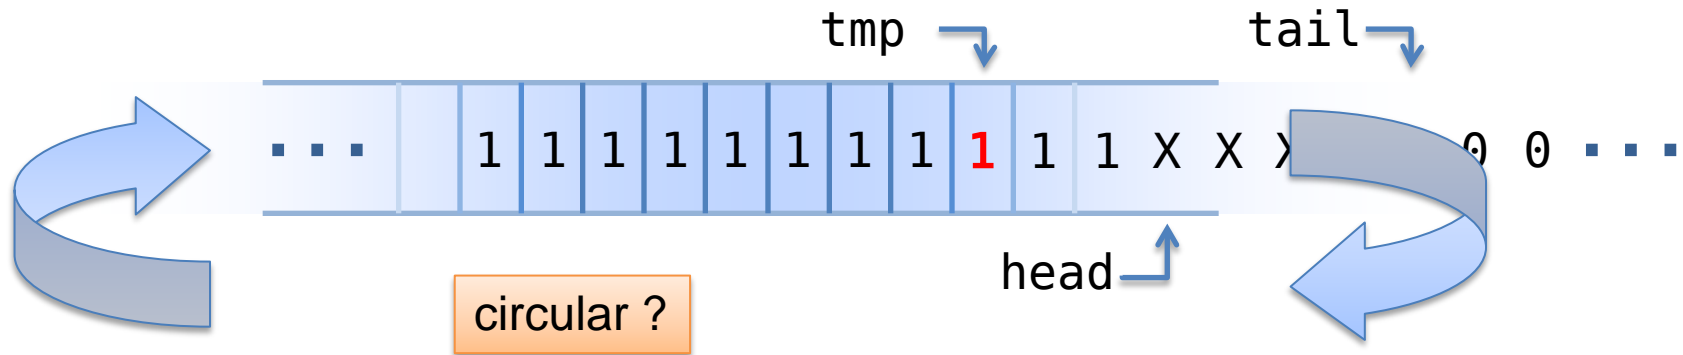 tmp tail
... 1 1 1 1 1 1 1 1 1 1 1 X X X 0 0 ...
head
circular ?